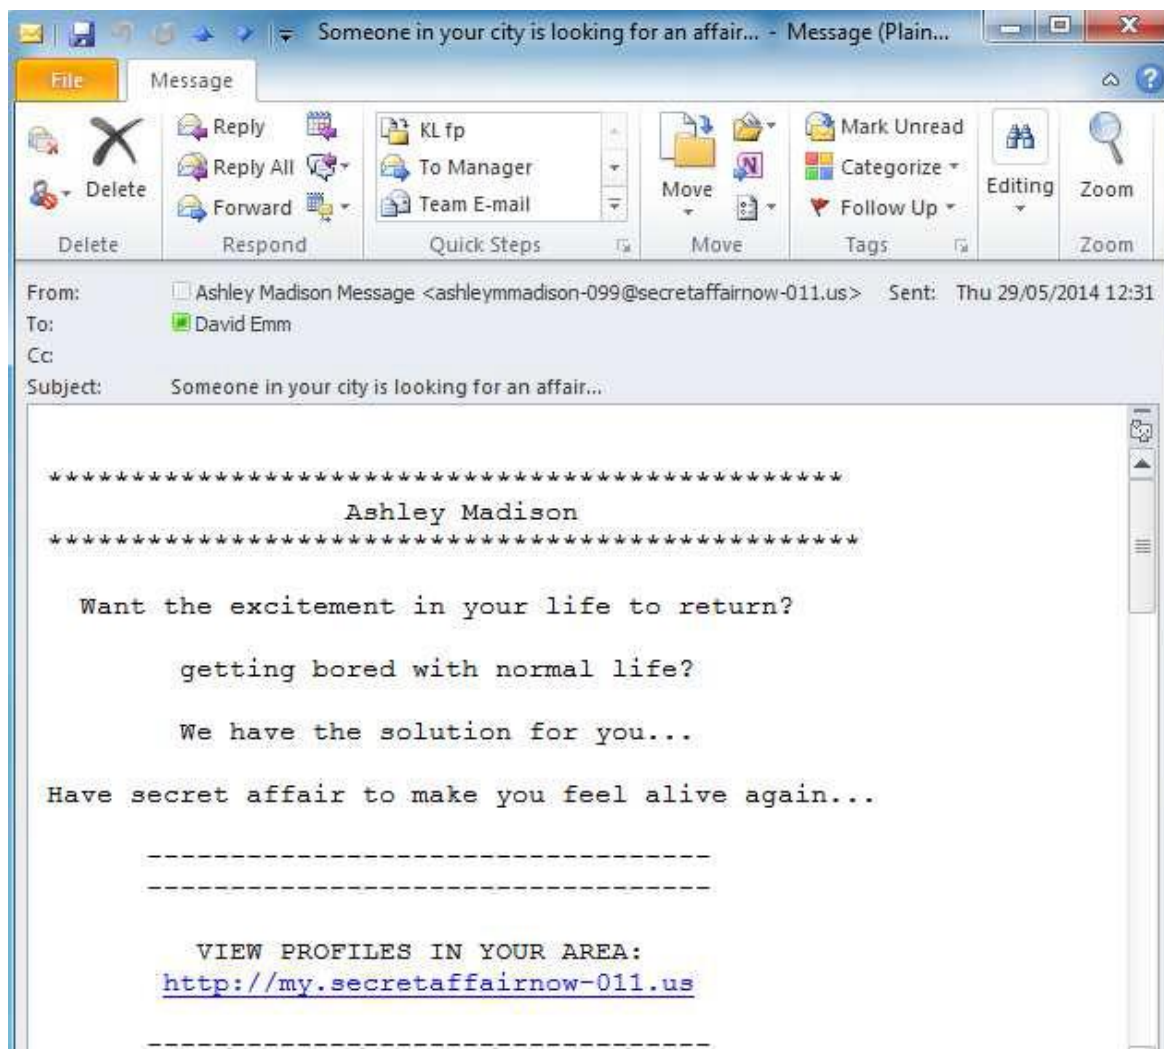 Someone in your city is looking for an affair... - Message (Plain...
File Message
Reply KL fp Mark Unread
Reply All To Manager Categorize
Delete Move Editing Zoom
Forward Team E-mail Follow Up
Delete Respond Quick Steps Move Tags Zoom
From: Ashley Madison Message <ashleymmadison-099@secretaffairnow-011.us> Sent: Thu 29/05/2014 12:31
To: David Emm
Cc:
Subject: Someone in your city is looking for an affair...
************************************************
Ashley Madison
*************************************************
Want the excitement in your life to return?
getting bored with normal life?
We have the solution for you...
Have secret affair to make you feel alive again...
----------------------------------
----------------------------------
VIEW PROFILES IN YOUR AREA:
http://my.secretaffairnow-011.us
----------------------------------